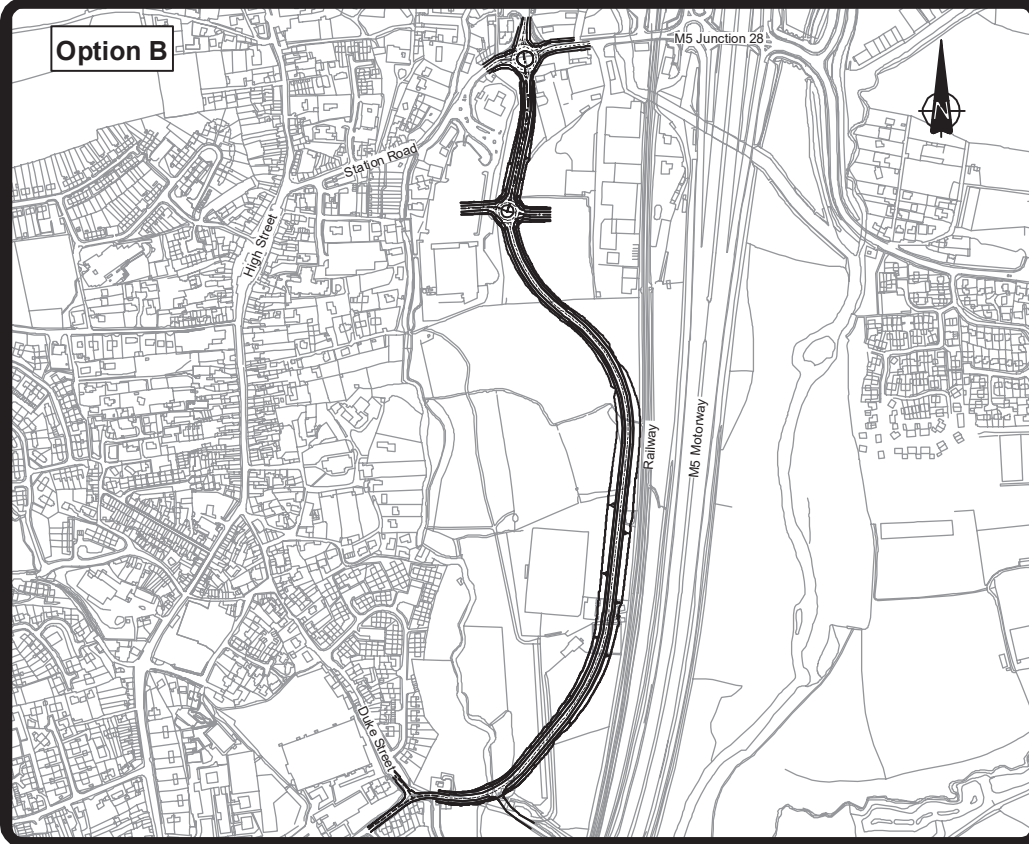 Option B
M5 Junction 28
N
Station Road
High Street
Railway
M5 Motorway
Duke Street